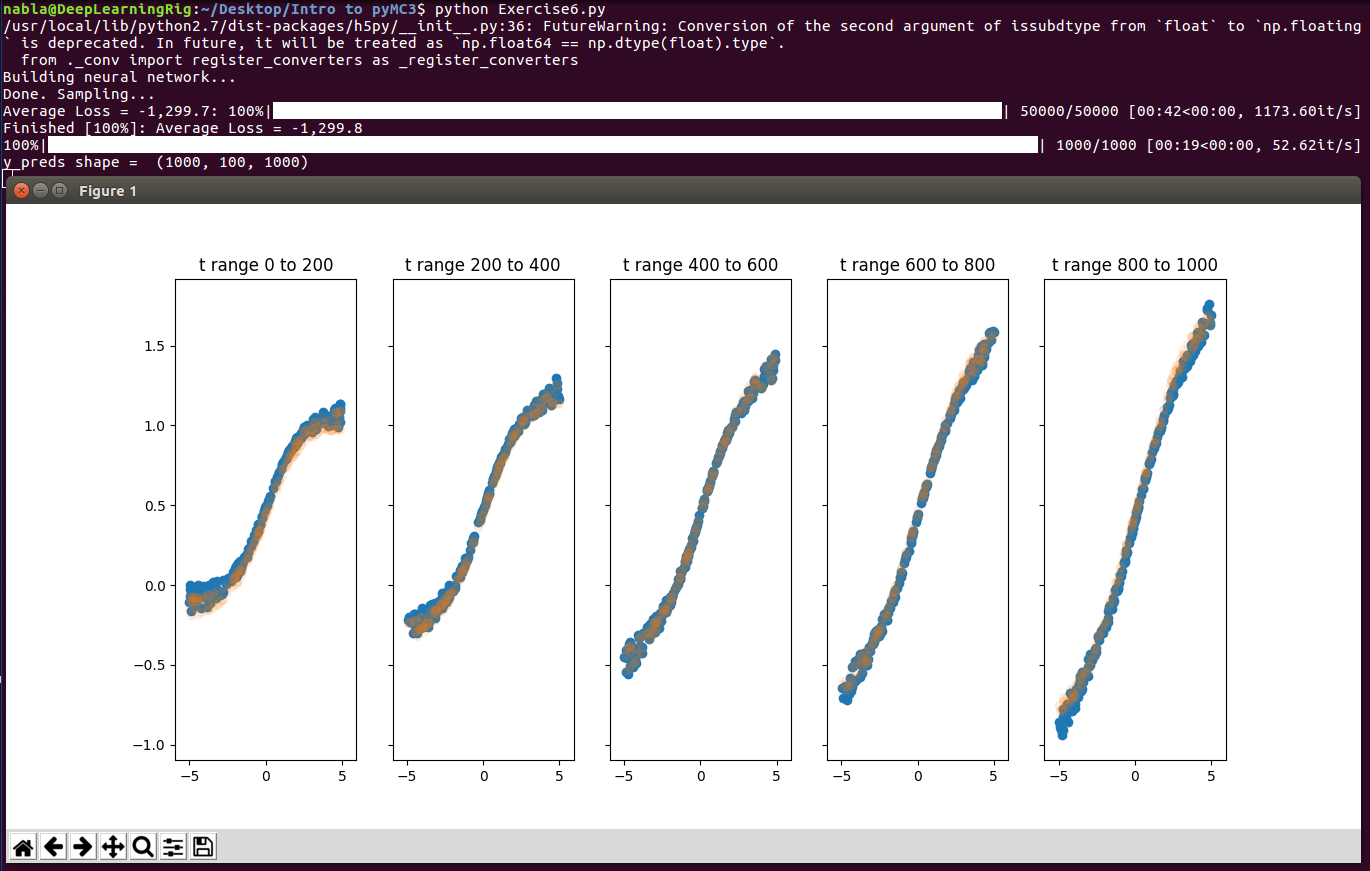 nabla@DeepLearningRig:~/Desktop/Intro to pyMC3$ python Exercise6.py
/usr/local/lib/python2.7/dist-packages/h5py/__init__.py:36: FutureWarning: Conversion of the second argument of issubdtype from `float` to `np.floating
` is deprecated. In future, it will be treated as `np.float64 == np.dtype(float).type`.
  from ._conv import register_converters as _register_converters
Building neural network...
Done. Sampling...
Average Loss = -1,299.7: 100%|| 50000/50000 [00:42<00:00, 1173.60it/s]
Finished [100%]: Average Loss = -1,299.8
100%|| 1000/1000 [00:19<00:00, 52.62it/s]
y_preds shape =  (1000, 100, 1000)
Figure 1
t range 0 to 200 t range 200 to 400 t range 400 to 600 t range 600 to 800 t range 800 to 1000
1.5
1.0
0.5
0.0
−0.5
−1.0
−5 0 5 −5 0 5 −5 0 5 −5 0 5 −5 0 5